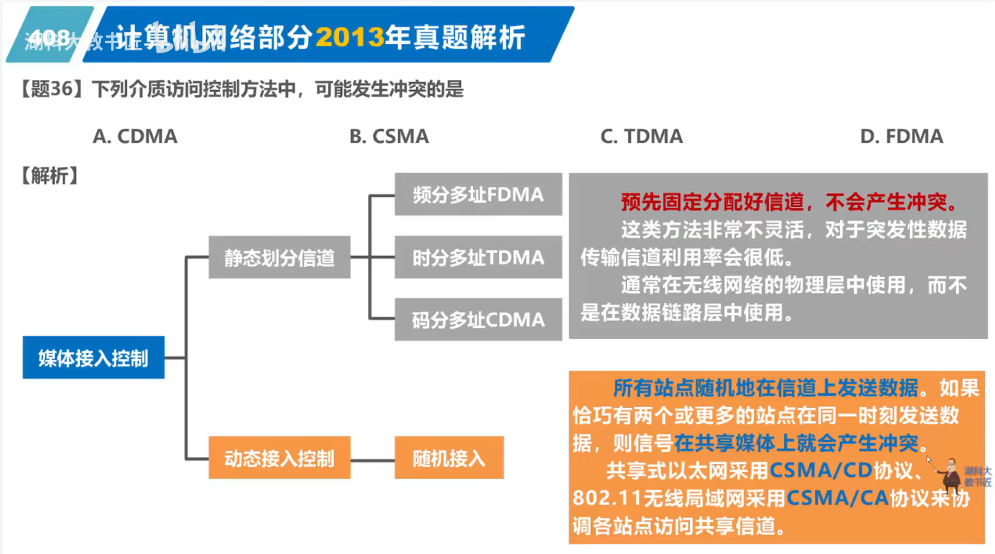 408
湖科大教书匠
bilibili
计算机网络部分2013年真题解析
【题36】下列介质访问控制方法中，可能发生冲突的是
A. CDMA B. CSMA C. TDMA D. FDMA
【解析】
媒体接入控制
静态划分信道
频分多址FDMA
时分多址TDMA
码分多址CDMA
预先固定分配好信道，不会产生冲突。
这类方法非常不灵活，对于突发性数据
传输信道利用率会很低。
通常在无线网络的物理层中使用，而不
是在数据链路层中使用。
动态接入控制
随机接入
所有站点随机地在信道上发送数据。如果
恰巧有两个或更多的站点在同一时刻发送数
据，则信号在共享媒体上就会产生冲突。
共享式以太网采用CSMA/CD协议、
802.11无线局域网采用CSMA/CA协议来协
调各站点访问共享信道。
湖科大
教书匠